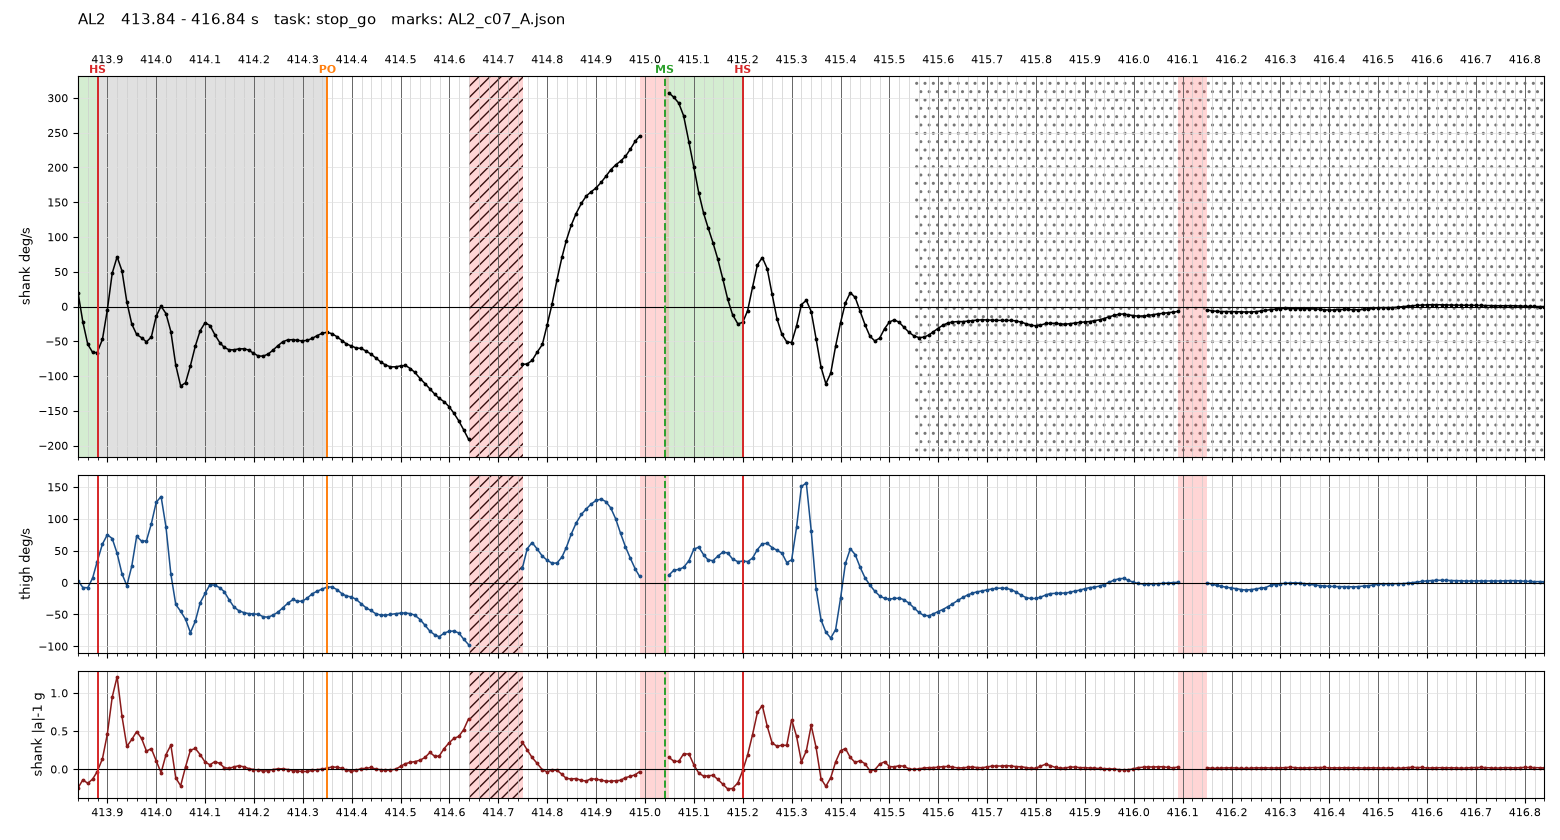 AL2   413.84 - 416.84 s   task: stop_go   marks: AL2_c07_A.json
413.9 414.0 414.1 414.2 414.3 414.4 414.5 414.6 414.7 414.8 414.9 415.0 415.1 415.2 415.3 415.4 415.5 415.6 415.7 415.8 415.9 416.0 416.1 416.2 416.3 416.4 416.5 416.6 416.7 416.8
HS PO MS HS
shank deg/s
300
250
200
150
100
50
0
−50
−100
−150
−200
thigh deg/s
150
100
50
0
−50
−100
shank |a|-1 g
1.0
0.5
0.0
413.9 414.0 414.1 414.2 414.3 414.4 414.5 414.6 414.7 414.8 414.9 415.0 415.1 415.2 415.3 415.4 415.5 415.6 415.7 415.8 415.9 416.0 416.1 416.2 416.3 416.4 416.5 416.6 416.7 416.8